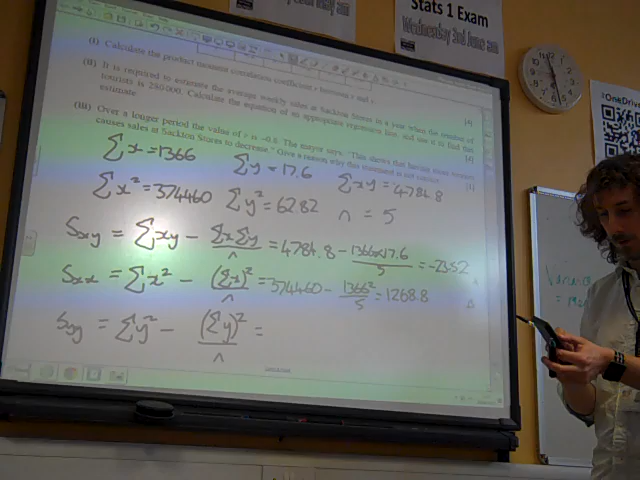 Stats 1 Exam
Wednesday 3rd June am
(i) Calculate the product moment correlation coefficient r between x and y. [4]
(ii) It is required to estimate the average weekly sales at Sackton Stores in a year when the number of
tourists is 280 000. Calculate the equation of an appropriate regression line, and use it to find this
estimate. [4]
(iii) Over a longer period the value of r is −0.8. The mayor says, "This shows that having more tourists
causes sales at Sackton Stores to decrease." Give a reason why this statement is not correct. [1]
Σx = 1366 Σy = 17.6 Σxy = 4784.8
Σx² = 374460 Σy² = 62.82 n = 5
Sxy = Σxy − ΣxΣy/n = 4784.8 − 1366×17.6/5 = −23.52
Sxx = Σx² − (Σx)²/n = 374460 − 1366²/5 = 1268.8
Syy = Σy² − (Σy)²/n =
OneDrive